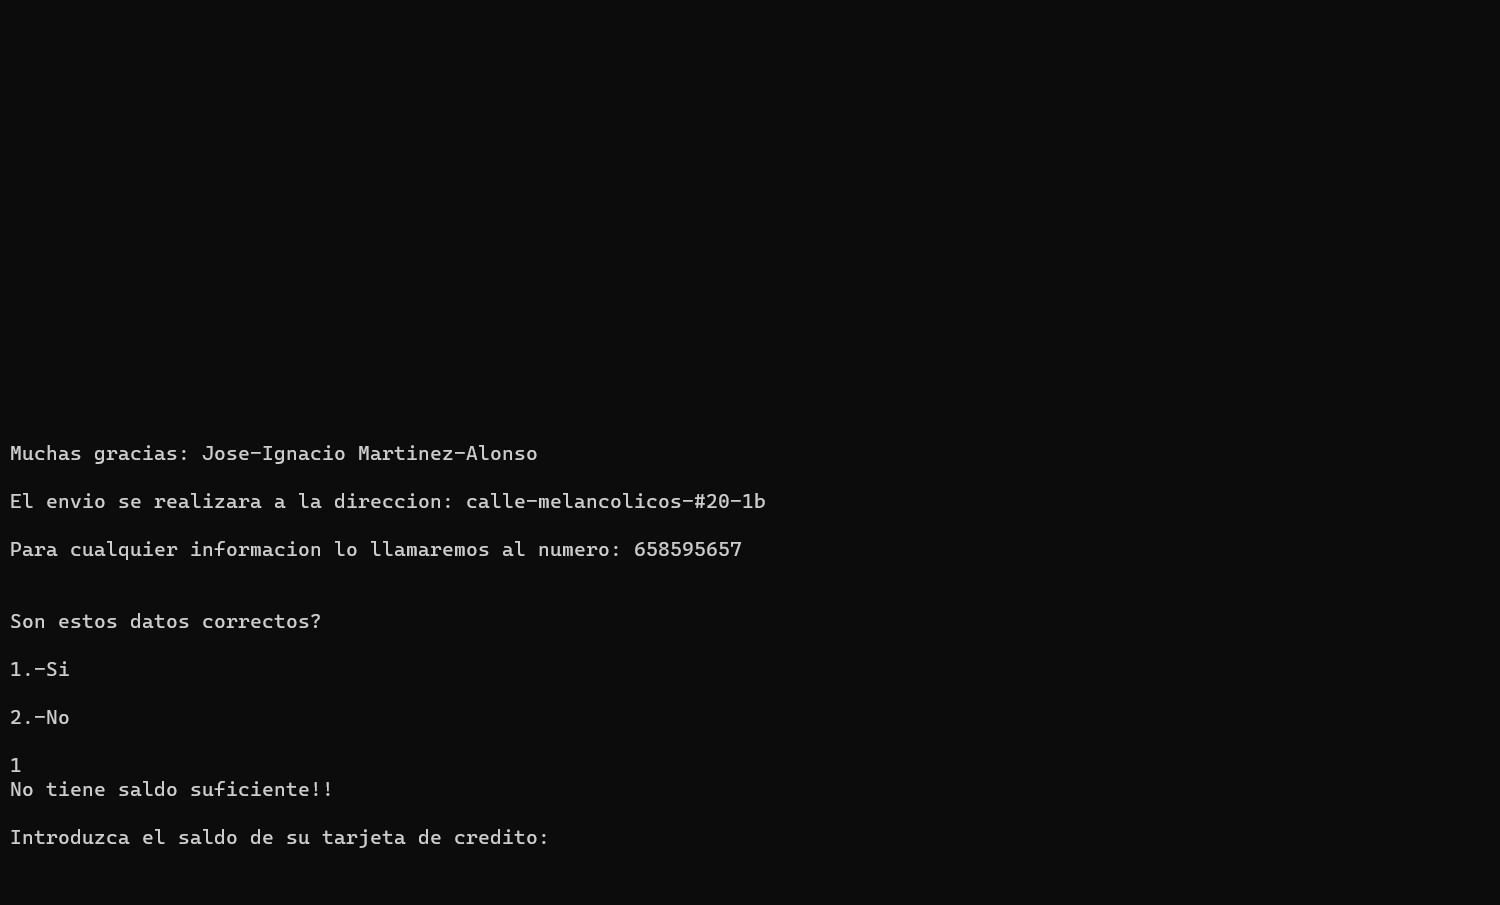 Muchas gracias: Jose-Ignacio Martinez-Alonso
El envio se realizara a la direccion: calle-melancolicos-#20-1b
Para cualquier informacion lo llamaremos al numero: 658595657
Son estos datos correctos?
1.-Si
2.-No
1
No tiene saldo suficiente!!
Introduzca el saldo de su tarjeta de credito: